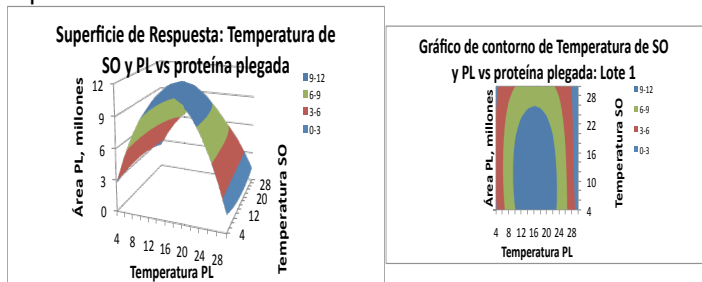 Superficie de Respuesta: Temperatura de
SO y PL vs proteína plegada
Área PL, millones
12
9
6
3
0
4 8 12 16 20 24 28
Temperatura PL
4
12
20
28
Temperatura SO
9-12
6-9
3-6
0-3
Gráfico de contorno de Temperatura de SO
y PL vs proteína plegada: Lote 1
Área PL, millones
4 8 12 16 20 24 28
Temperatura PL
28
22
16
10
4
Temperatura SO
9-12
6-9
3-6
0-3